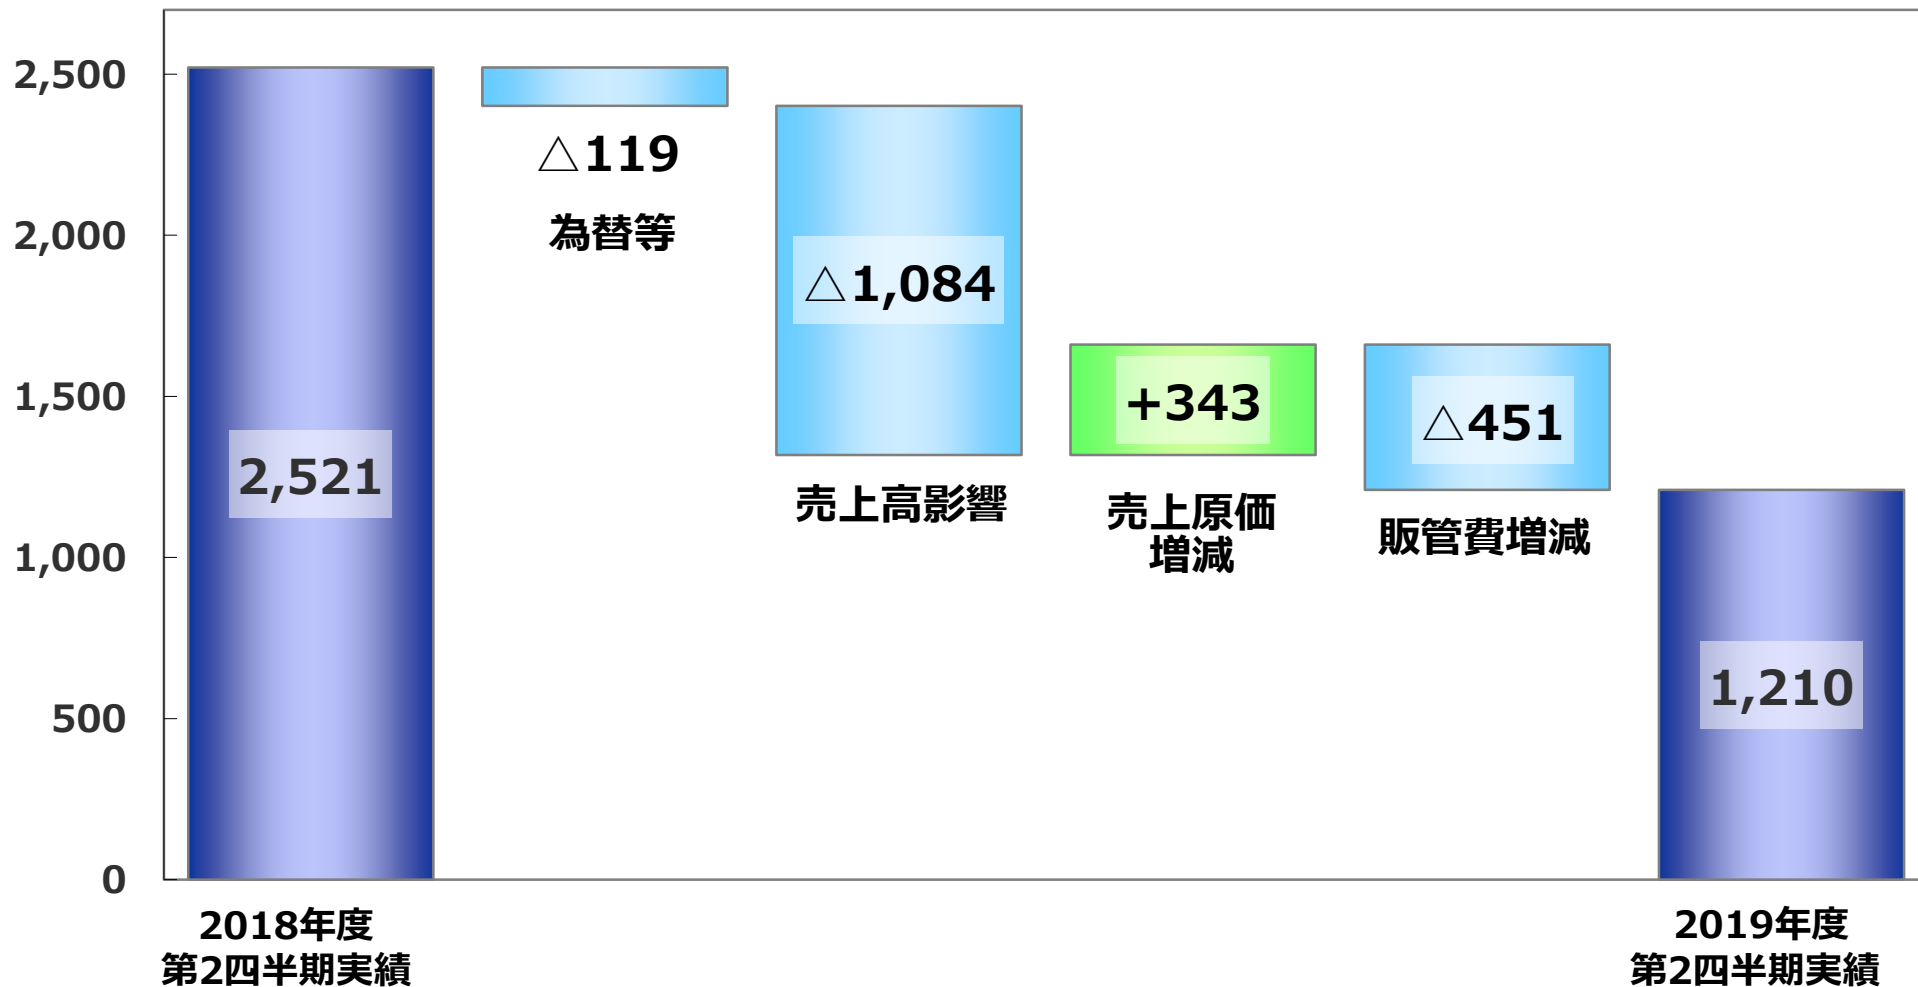 2,500
2,000
1,500
1,000
500
0
2,521
△119
為替等
△1,084
売上高影響
+343
売上原価
増減
△451
販管費増減
1,210
2018年度
第2四半期実績
2019年度
第2四半期実績